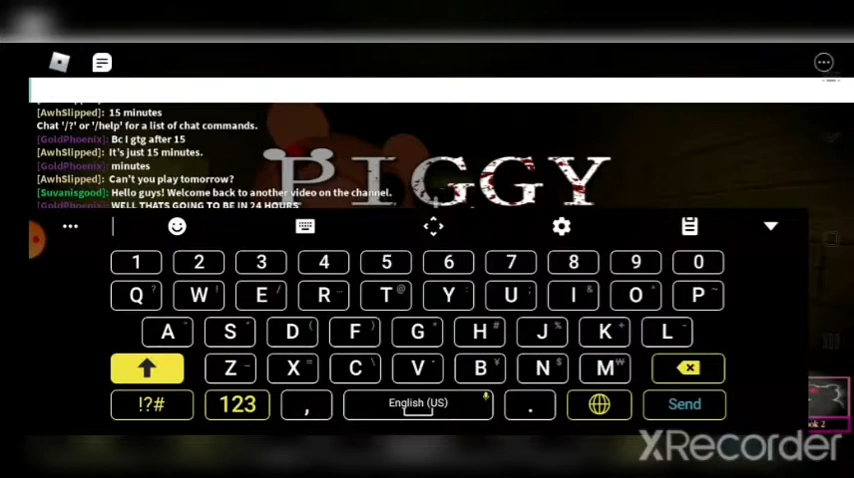 [AwhSlipped]: 15 minutes
Chat '/?' or '/help' for a list of chat commands.
[GoldPhoenix]: Bc I gtg after 15
[AwhSlipped]: It's just 15 minutes.
[GoldPhoenix]: minutes
[AwhSlipped]: Can't you play tomorrow?
[Suvanisgood]: Hello guys! Welcome back to another video on the channel.
[GoldPhoenix]: WELL THATS GOING TO BE IN 24 HOURS
PIGGY
1 2 3 4 5 6 7 8 9 0
Q W E R T Y U I O P
A S D F G H J K L
Z X C V B N M
!?# 123 , English (US) . Send
XRecorder